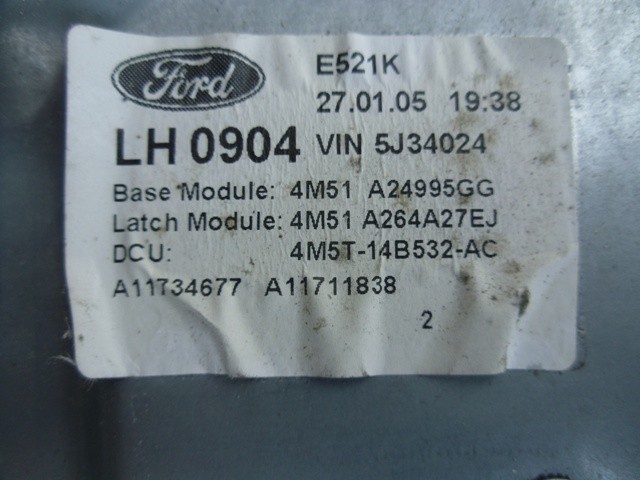 Ford E521K
27.01.05 19:38
LH 0904 VIN 5J34024
Base Module: 4M51 A24995GG
Latch Module: 4M51 A264A27EJ
DCU: 4M5T-14B532-AC
A11734677 A11711838
2